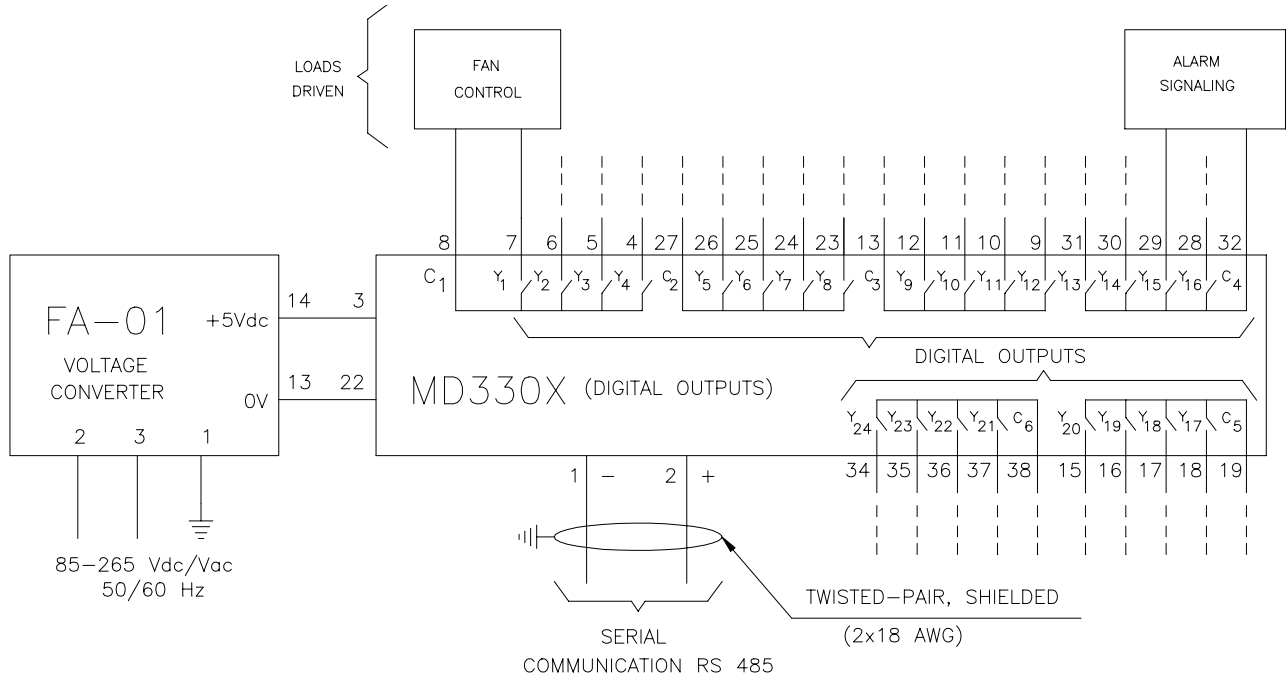 LOADS
DRIVEN
FAN
CONTROL
ALARM
SIGNALING
8 7 6 5 4 27 26 25 24 23 13 12 11 10 9 31 30 29 28 32
C1 Y1 Y2 Y3 Y4 C2 Y5 Y6 Y7 Y8 C3 Y9 Y10 Y11 Y12 Y13 Y14 Y15 Y16 C4
FA-01
VOLTAGE
CONVERTER
+5Vdc
14 3
13 22
0V
2 3 1
85-265 Vdc/Vac
50/60 Hz
DIGITAL OUTPUTS
MD330X (DIGITAL OUTPUTS)
Y24 Y23 Y22 Y21 C6 Y20 Y19 Y18 Y17 C5
34 35 36 37 38 15 16 17 18 19
1 - 2 +
TWISTED-PAIR, SHIELDED
(2x18 AWG)
SERIAL
COMMUNICATION RS 485